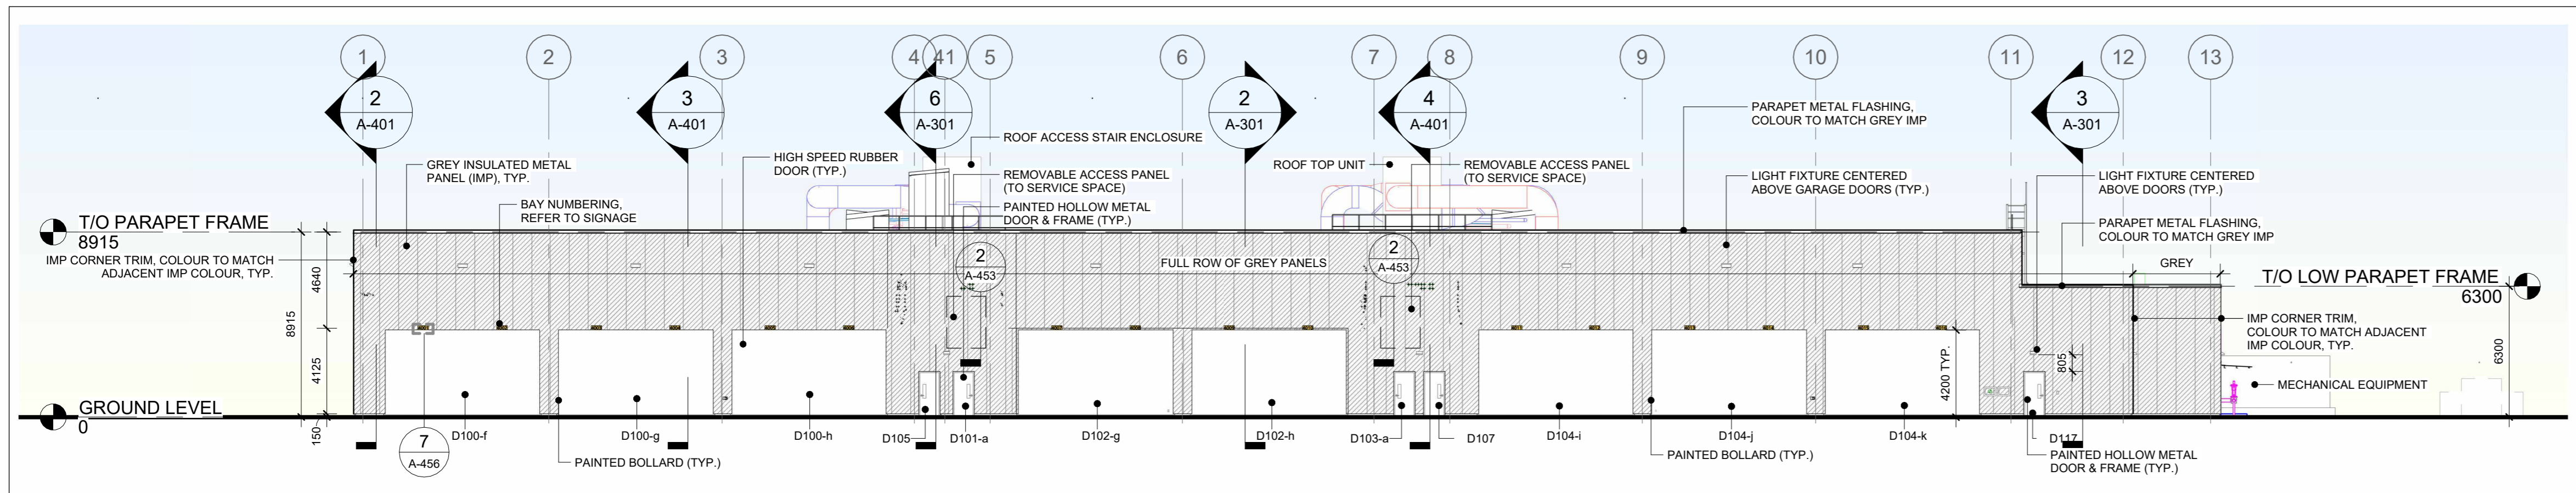 1
2
3
4
41
5
6
7
8
9
10
11
12
13
2
A-401
3
A-401
6
A-301
2
A-301
4
A-401
3
A-301
PARAPET METAL FLASHING,
COLOUR TO MATCH GREY IMP
ROOF ACCESS STAIR ENCLOSURE
GREY INSULATED METAL
PANEL (IMP), TYP.
HIGH SPEED RUBBER
DOOR (TYP.)
REMOVABLE ACCESS PANEL
(TO SERVICE SPACE)
ROOF TOP UNIT
REMOVABLE ACCESS PANEL
(TO SERVICE SPACE)
LIGHT FIXTURE CENTERED
ABOVE GARAGE DOORS (TYP.)
LIGHT FIXTURE CENTERED
ABOVE DOORS (TYP.)
BAY NUMBERING,
REFER TO SIGNAGE
PAINTED HOLLOW METAL
DOOR & FRAME (TYP.)
PARAPET METAL FLASHING,
COLOUR TO MATCH GREY IMP
T/O PARAPET FRAME
8915
IMP CORNER TRIM, COLOUR TO MATCH
ADJACENT IMP COLOUR, TYP.
2
A-453
2
A-453
FULL ROW OF GREY PANELS
GREY
T/O LOW PARAPET FRAME
6300
4640
8915
4125
150
IMP CORNER TRIM,
COLOUR TO MATCH ADJACENT
IMP COLOUR, TYP.
805
6300
4200 TYP.
MECHANICAL EQUIPMENT
GROUND LEVEL
0
D100-f
D100-g
D100-h
D105
D101-a
D102-g
D102-h
D103-a
D107
D104-i
D104-j
D104-k
D117
7
A-456
PAINTED BOLLARD (TYP.)
PAINTED BOLLARD (TYP.)
PAINTED HOLLOW METAL
DOOR & FRAME (TYP.)